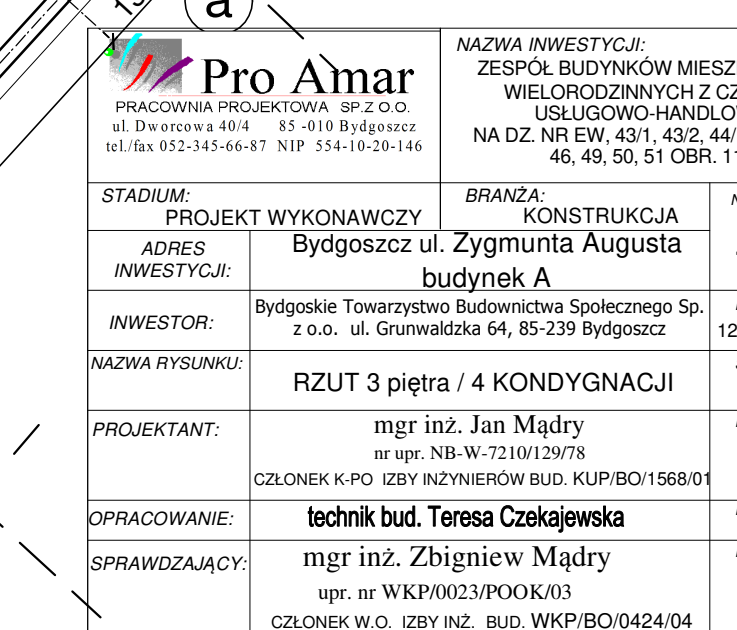 a
Pro Amar
PRACOWNIA PROJEKTOWA SP.Z O.O.
ul. Dworcowa 40/4 85 -010 Bydgoszcz
tel./fax 052-345-66-87 NIP 554-10-20-146
NAZWA INWESTYCJI:
ZESPÓŁ BUDYNKÓW MIESZ
WIELORODZINNYCH Z CZ
USŁUGOWO-HANDLO
NA DZ. NR EW, 43/1, 43/2, 44/
46, 49, 50, 51 OBR. 11
STADIUM:
PROJEKT WYKONAWCZY
BRANŻA:
KONSTRUKCJA
ADRES
INWESTYCJI:
Bydgoszcz ul. Zygmunta Augusta
budynek A
INWESTOR:
Bydgoskie Towarzystwo Budownictwa Społecznego Sp.
z o.o. ul. Grunwaldzka 64, 85-239 Bydgoszcz
12
NAZWA RYSUNKU:
RZUT 3 piętra / 4 KONDYGNACJI
PROJEKTANT:
mgr inż. Jan Mądry
nr upr. NB-W-7210/129/78
CZŁONEK K-PO IZBY INŻYNIERÓW BUD. KUP/BO/1568/01
OPRACOWANIE:
technik bud. Teresa Czekajewska
SPRAWDZAJĄCY:
mgr inż. Zbigniew Mądry
upr. nr WKP/0023/POOK/03
CZŁONEK W.O. IZBY INŻ. BUD. WKP/BO/0424/04